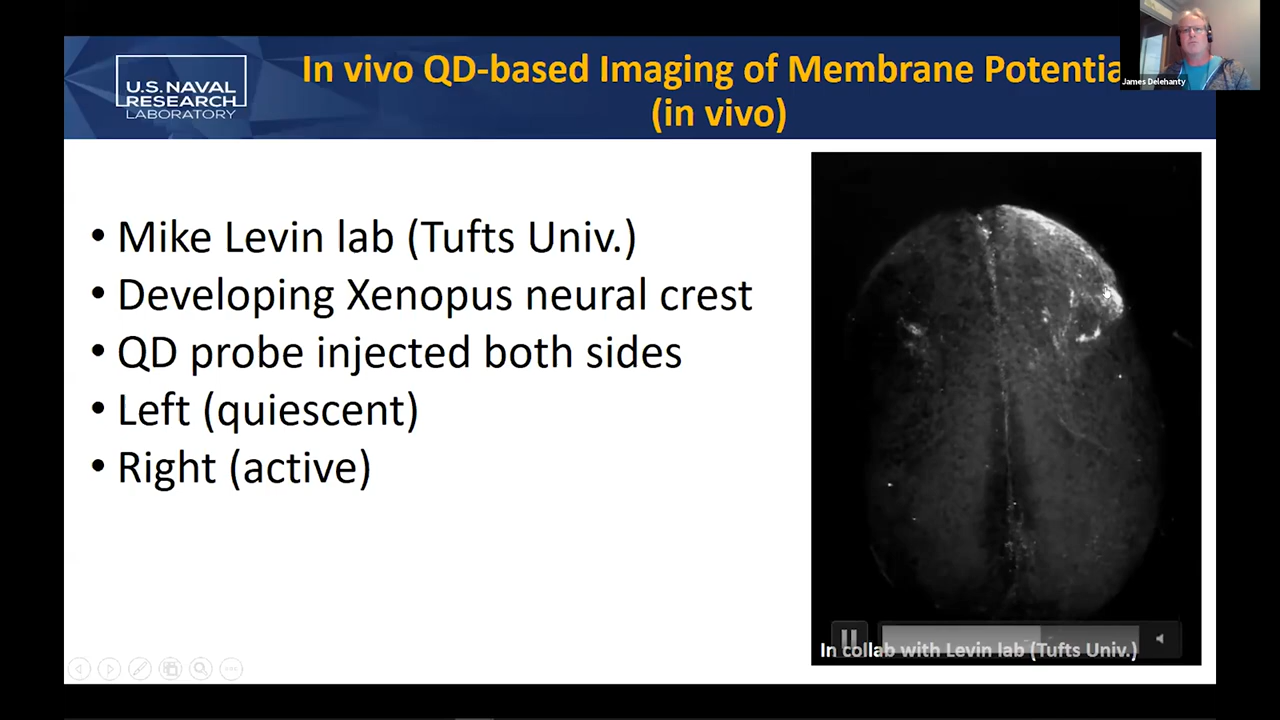 U.S. NAVAL
RESEARCH
LABORATORY
In vivo QD-based Imaging of Membrane Potentia
(in vivo)
James Delehanty
• Mike Levin lab (Tufts Univ.)
• Developing Xenopus neural crest
• QD probe injected both sides
• Left (quiescent)
• Right (active)
In collab with Levin lab (Tufts Univ.)